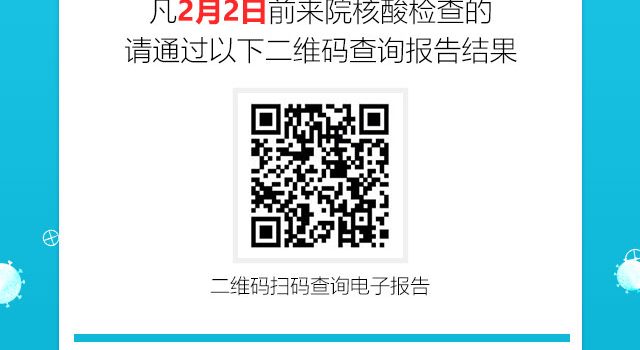 凡2月2日前来院核酸检查的
请通过以下二维码查询报告结果
二维码扫码查询电子报告